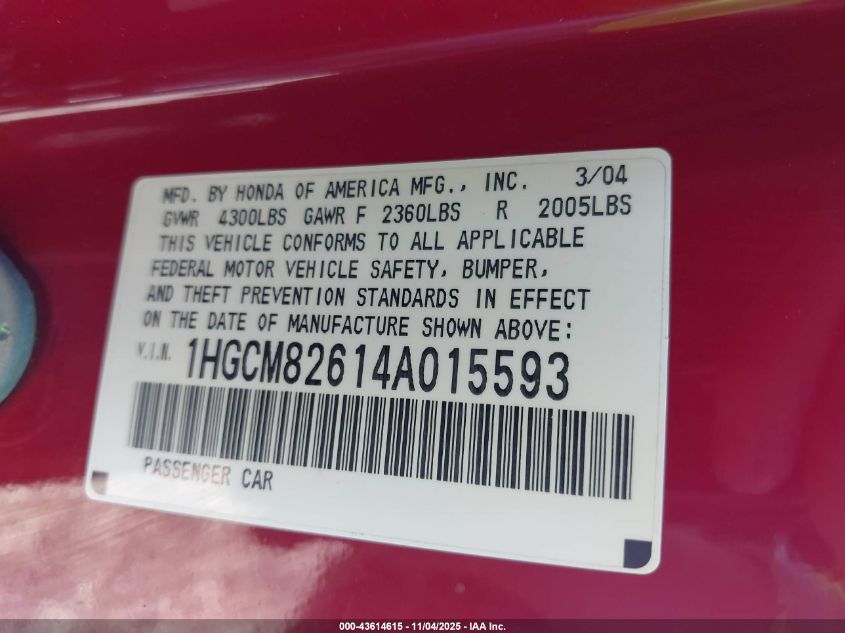 MFD. BY HONDA OF AMERICA MFG., INC. 3/04
GVWR 4300LBS GAWR F 2360LBS R 2005LBS
THIS VEHICLE CONFORMS TO ALL APPLICABLE
FEDERAL MOTOR VEHICLE SAFETY, BUMPER,
AND THEFT PREVENTION STANDARDS IN EFFECT
ON THE DATE OF MANUFACTURE SHOWN ABOVE:
V.I.N. 1HGCM82614A015593
PASSENGER CAR
000-43614615 - 11/04/2025 - IAA Inc.